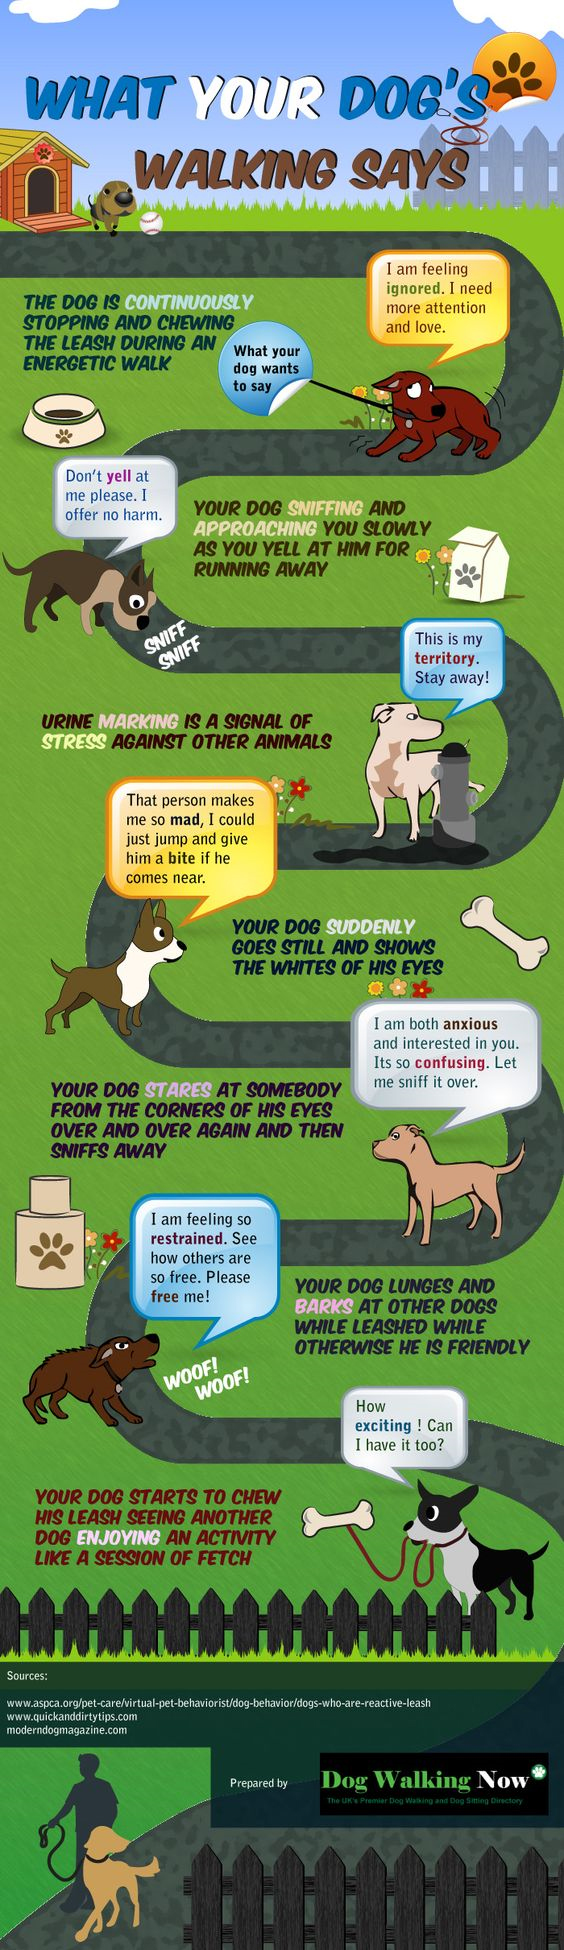 WHAT YOUR DOG'S
WALKING SAYS
I am feeling
ignored. I need
more attention
and love.
THE DOG IS CONTINUOUSLY
STOPPING AND CHEWING
THE LEASH DURING AN
ENERGETIC WALK
What your
dog wants
to say
Don't yell at
me please. I
offer no harm.
YOUR DOG SNIFFING AND
APPROACHING YOU SLOWLY
AS YOU YELL AT HIM FOR
RUNNING AWAY
SNIFF
SNIFF
This is my
territory.
Stay away!
URINE MARKING IS A SIGNAL OF
STRESS AGAINST OTHER ANIMALS
That person makes
me so mad, I could
just jump and give
him a bite if he
comes near.
YOUR DOG SUDDENLY
GOES STILL AND SHOWS
THE WHITES OF HIS EYES
I am both anxious
and interested in you.
Its so confusing. Let
me sniff it over.
YOUR DOG STARES AT SOMEBODY
FROM THE CORNERS OF HIS EYES
OVER AND OVER AGAIN AND THEN
SNIFFS AWAY
I am feeling so
restrained. See
how others are
so free. Please
free me!
YOUR DOG LUNGES AND
BARKS AT OTHER DOGS
WHILE LEASHED WHILE
OTHERWISE HE IS FRIENDLY
WOOF!
WOOF!
How
exciting ! Can
I have it too?
YOUR DOG STARTS TO CHEW
HIS LEASH SEEING ANOTHER
DOG ENJOYING AN ACTIVITY
LIKE A SESSION OF FETCH
Sources:
www.aspca.org/pet-care/virtual-pet-behaviorist/dog-behavior/dogs-who-are-reactive-leash
www.quickanddirtytips.com
moderndogmagazine.com
Prepared by
Dog Walking Now
The UK's Premier Dog Walking and Dog Sitting Directory